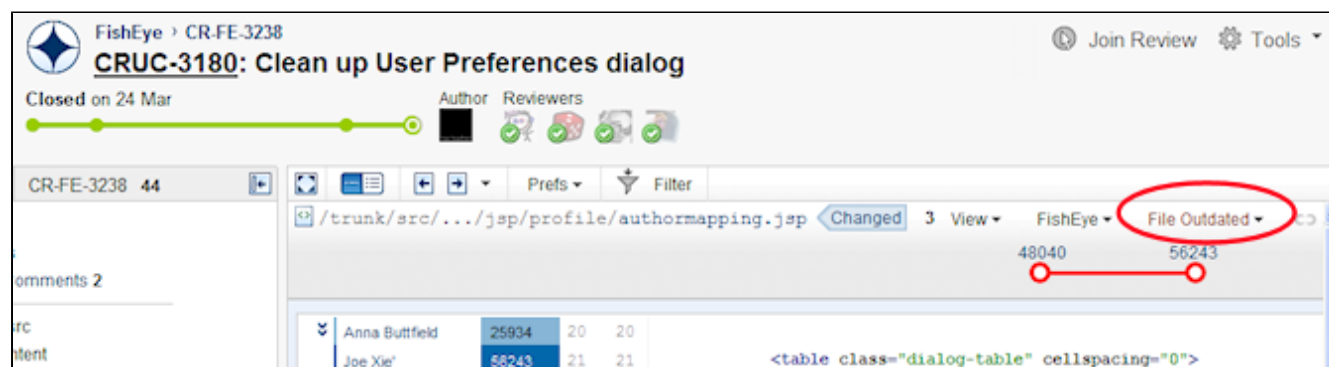 FishEye › CR-FE-3238
CRUC-3180: Clean up User Preferences dialog
Join Review Tools
Closed on 24 Mar
Author Reviewers
CR-FE-3238 44
Prefs Filter
/trunk/src/.../jsp/profile/authormapping.jsp Changed 3 View FishEye File Outdated
48040 56243
omments 2
Anna Buttfield 25934 20 20
Joe Xie' 56243 21 21 <table class="dialog-table" cellspacing="0">